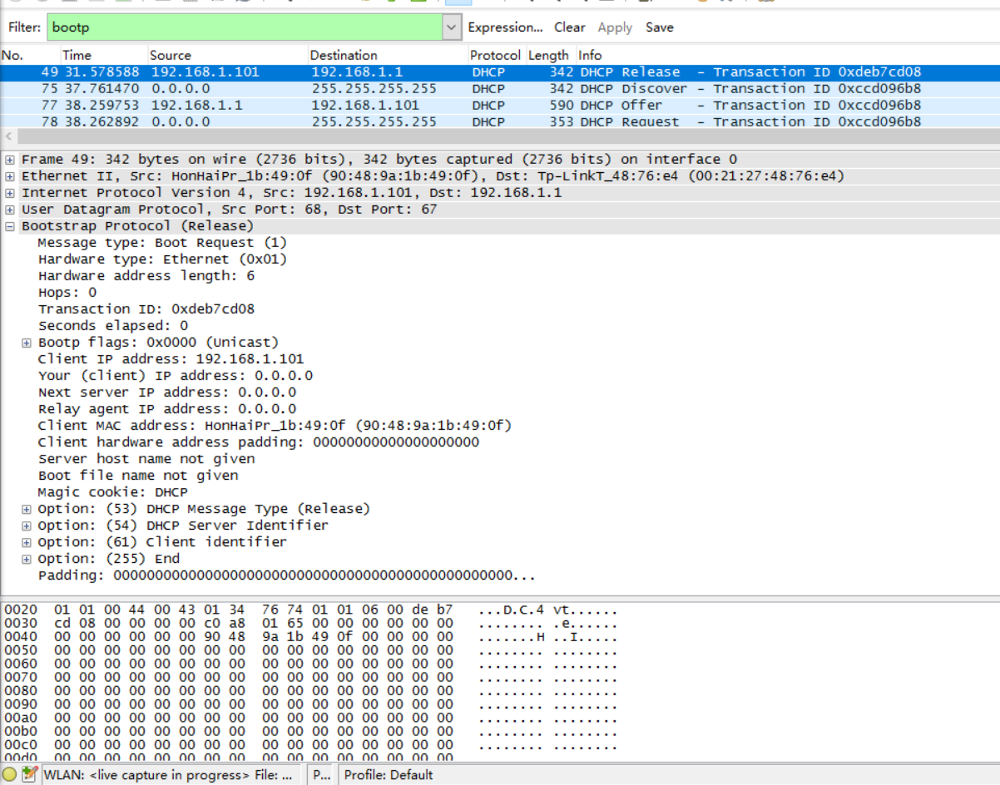 Filter: bootp Expression... Clear Apply Save
No. Time Source Destination Protocol Length Info
49 31.578588 192.168.1.101 192.168.1.1 DHCP 342 DHCP Release - Transaction ID 0xdeb7cd08
75 37.761470 0.0.0.0 255.255.255.255 DHCP 342 DHCP Discover - Transaction ID 0xccd096b8
77 38.259753 192.168.1.1 192.168.1.101 DHCP 590 DHCP Offer - Transaction ID 0xccd096b8
78 38.262892 0.0.0.0 255.255.255.255 DHCP 353 DHCP Request - Transaction ID 0xccd096b8
Frame 49: 342 bytes on wire (2736 bits), 342 bytes captured (2736 bits) on interface 0
Ethernet II, Src: HonHaiPr_1b:49:0f (90:48:9a:1b:49:0f), Dst: Tp-LinkT_48:76:e4 (00:21:27:48:76:e4)
Internet Protocol Version 4, Src: 192.168.1.101, Dst: 192.168.1.1
User Datagram Protocol, Src Port: 68, Dst Port: 67
Bootstrap Protocol (Release)
Message type: Boot Request (1)
Hardware type: Ethernet (0x01)
Hardware address length: 6
Hops: 0
Transaction ID: 0xdeb7cd08
Seconds elapsed: 0
Bootp flags: 0x0000 (Unicast)
Client IP address: 192.168.1.101
Your (client) IP address: 0.0.0.0
Next server IP address: 0.0.0.0
Relay agent IP address: 0.0.0.0
Client MAC address: HonHaiPr_1b:49:0f (90:48:9a:1b:49:0f)
Client hardware address padding: 00000000000000000000
Server host name not given
Boot file name not given
Magic cookie: DHCP
Option: (53) DHCP Message Type (Release)
Option: (54) DHCP Server Identifier
Option: (61) Client identifier
Option: (255) End
Padding: 000000000000000000000000000000000000000000000000...
0020 01 01 00 44 00 43 01 34 76 74 01 01 06 00 de b7 ...D.C.4 vt......
0030 cd 08 00 00 00 00 c0 a8 01 65 00 00 00 00 00 00 ........ .e......
0040 00 00 00 00 00 00 90 48 9a 1b 49 0f 00 00 00 00 .......H ..I.....
0050 00 00 00 00 00 00 00 00 00 00 00 00 00 00 00 00 ........ ........
0060 00 00 00 00 00 00 00 00 00 00 00 00 00 00 00 00 ........ ........
0070 00 00 00 00 00 00 00 00 00 00 00 00 00 00 00 00 ........ ........
0080 00 00 00 00 00 00 00 00 00 00 00 00 00 00 00 00 ........ ........
0090 00 00 00 00 00 00 00 00 00 00 00 00 00 00 00 00 ........ ........
00a0 00 00 00 00 00 00 00 00 00 00 00 00 00 00 00 00 ........ ........
00b0 00 00 00 00 00 00 00 00 00 00 00 00 00 00 00 00 ........ ........
00c0 00 00 00 00 00 00 00 00 00 00 00 00 00 00 00 00 ........ ........
00d0 00 00 00 00 00 00 00 00 00 00 00 00 00 00 00 00
WLAN: <live capture in progress> File: ... P... Profile: Default